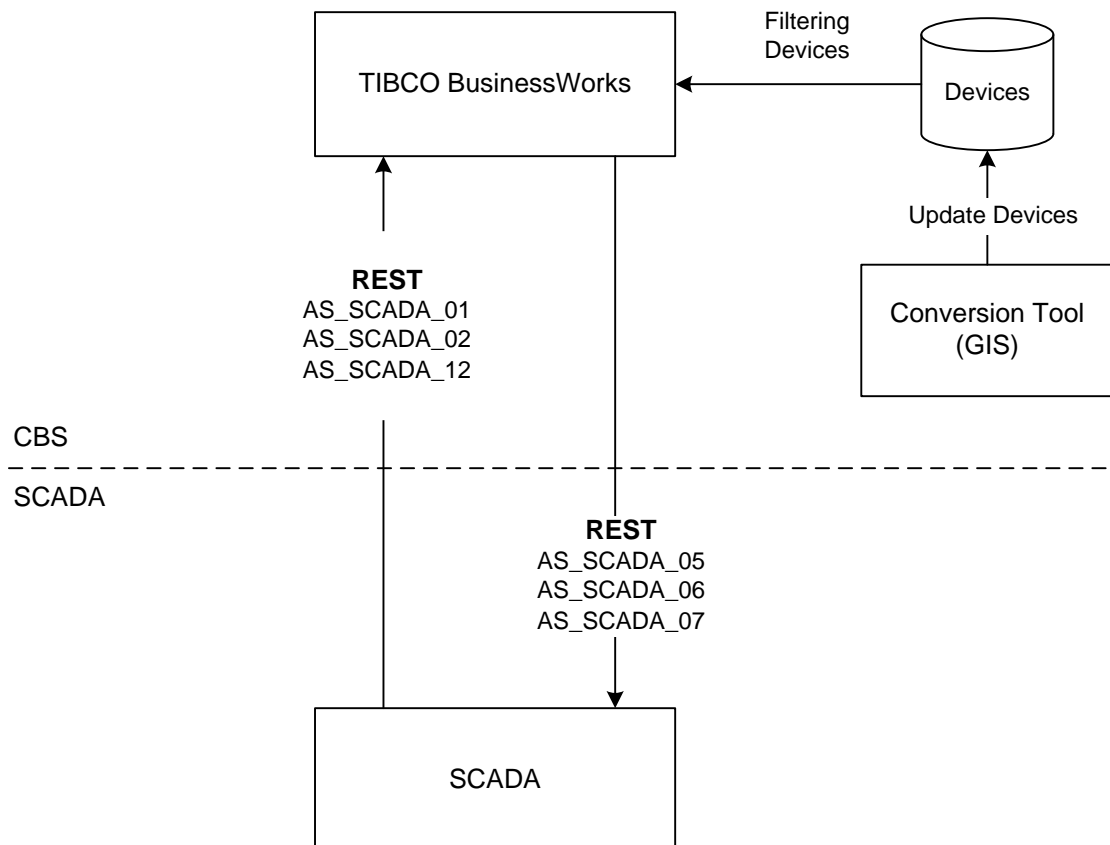 Filtering
Devices
TIBCO BusinessWorks
Devices
Update Devices
REST
AS_SCADA_01
AS_SCADA_02
AS_SCADA_12
Conversion Tool
(GIS)
CBS
SCADA
REST
AS_SCADA_05
AS_SCADA_06
AS_SCADA_07
SCADA